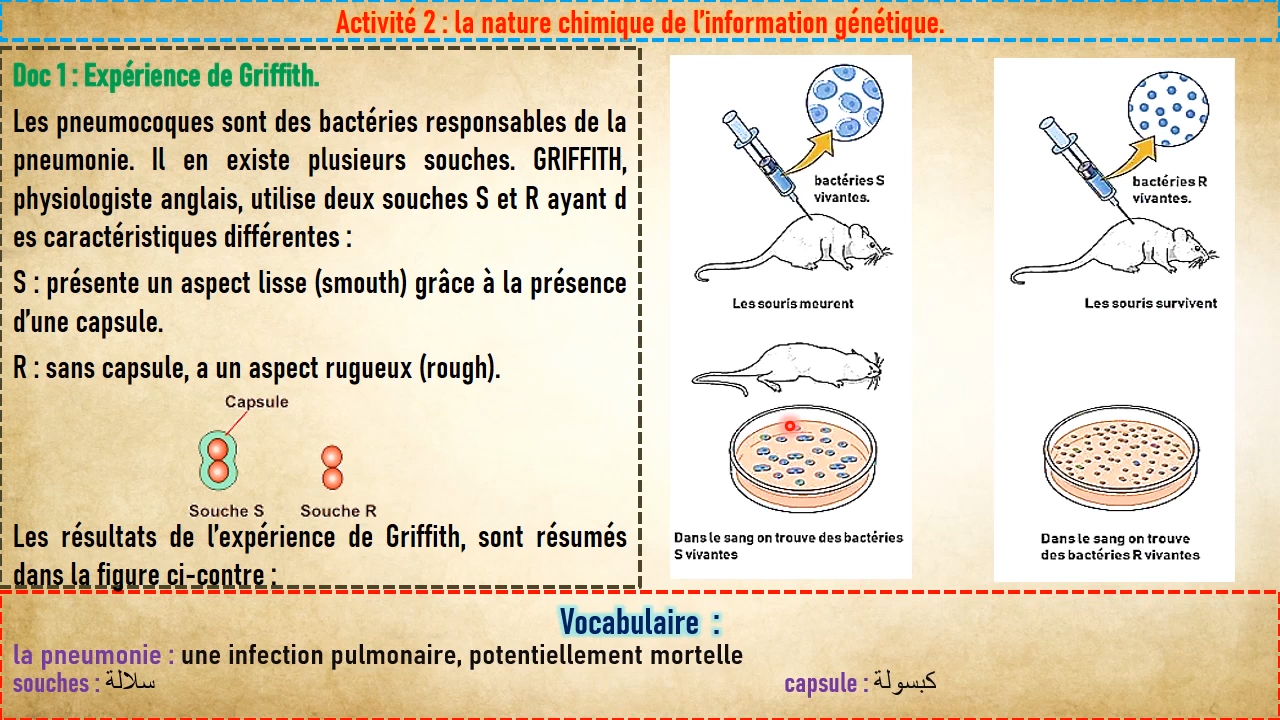 Activité 2 : la nature chimique de l'information génétique.
Doc 1 : Expérience de Griffith.
Les pneumocoques sont des bactéries responsables de la
pneumonie. Il en existe plusieurs souches. GRIFFITH,
physiologiste anglais, utilise deux souches S et R ayant d
es caractéristiques différentes :
S : présente un aspect lisse (smouth) grâce à la présence
d'une capsule.
R : sans capsule, a un aspect rugueux (rough).
Capsule
Souche S
Souche R
Les résultats de l'expérience de Griffith, sont résumés
dans la figure ci-contre :
bactéries S
vivantes.
Les souris meurent
Dans le sang on trouve des bactéries
S vivantes
bactéries R
vivantes.
Les souris survivent
Dans le sang on trouve
des bactéries R vivantes
Vocabulaire :
la pneumonie : une infection pulmonaire, potentiellement mortelle
souches : سلالة
capsule : كبسولة